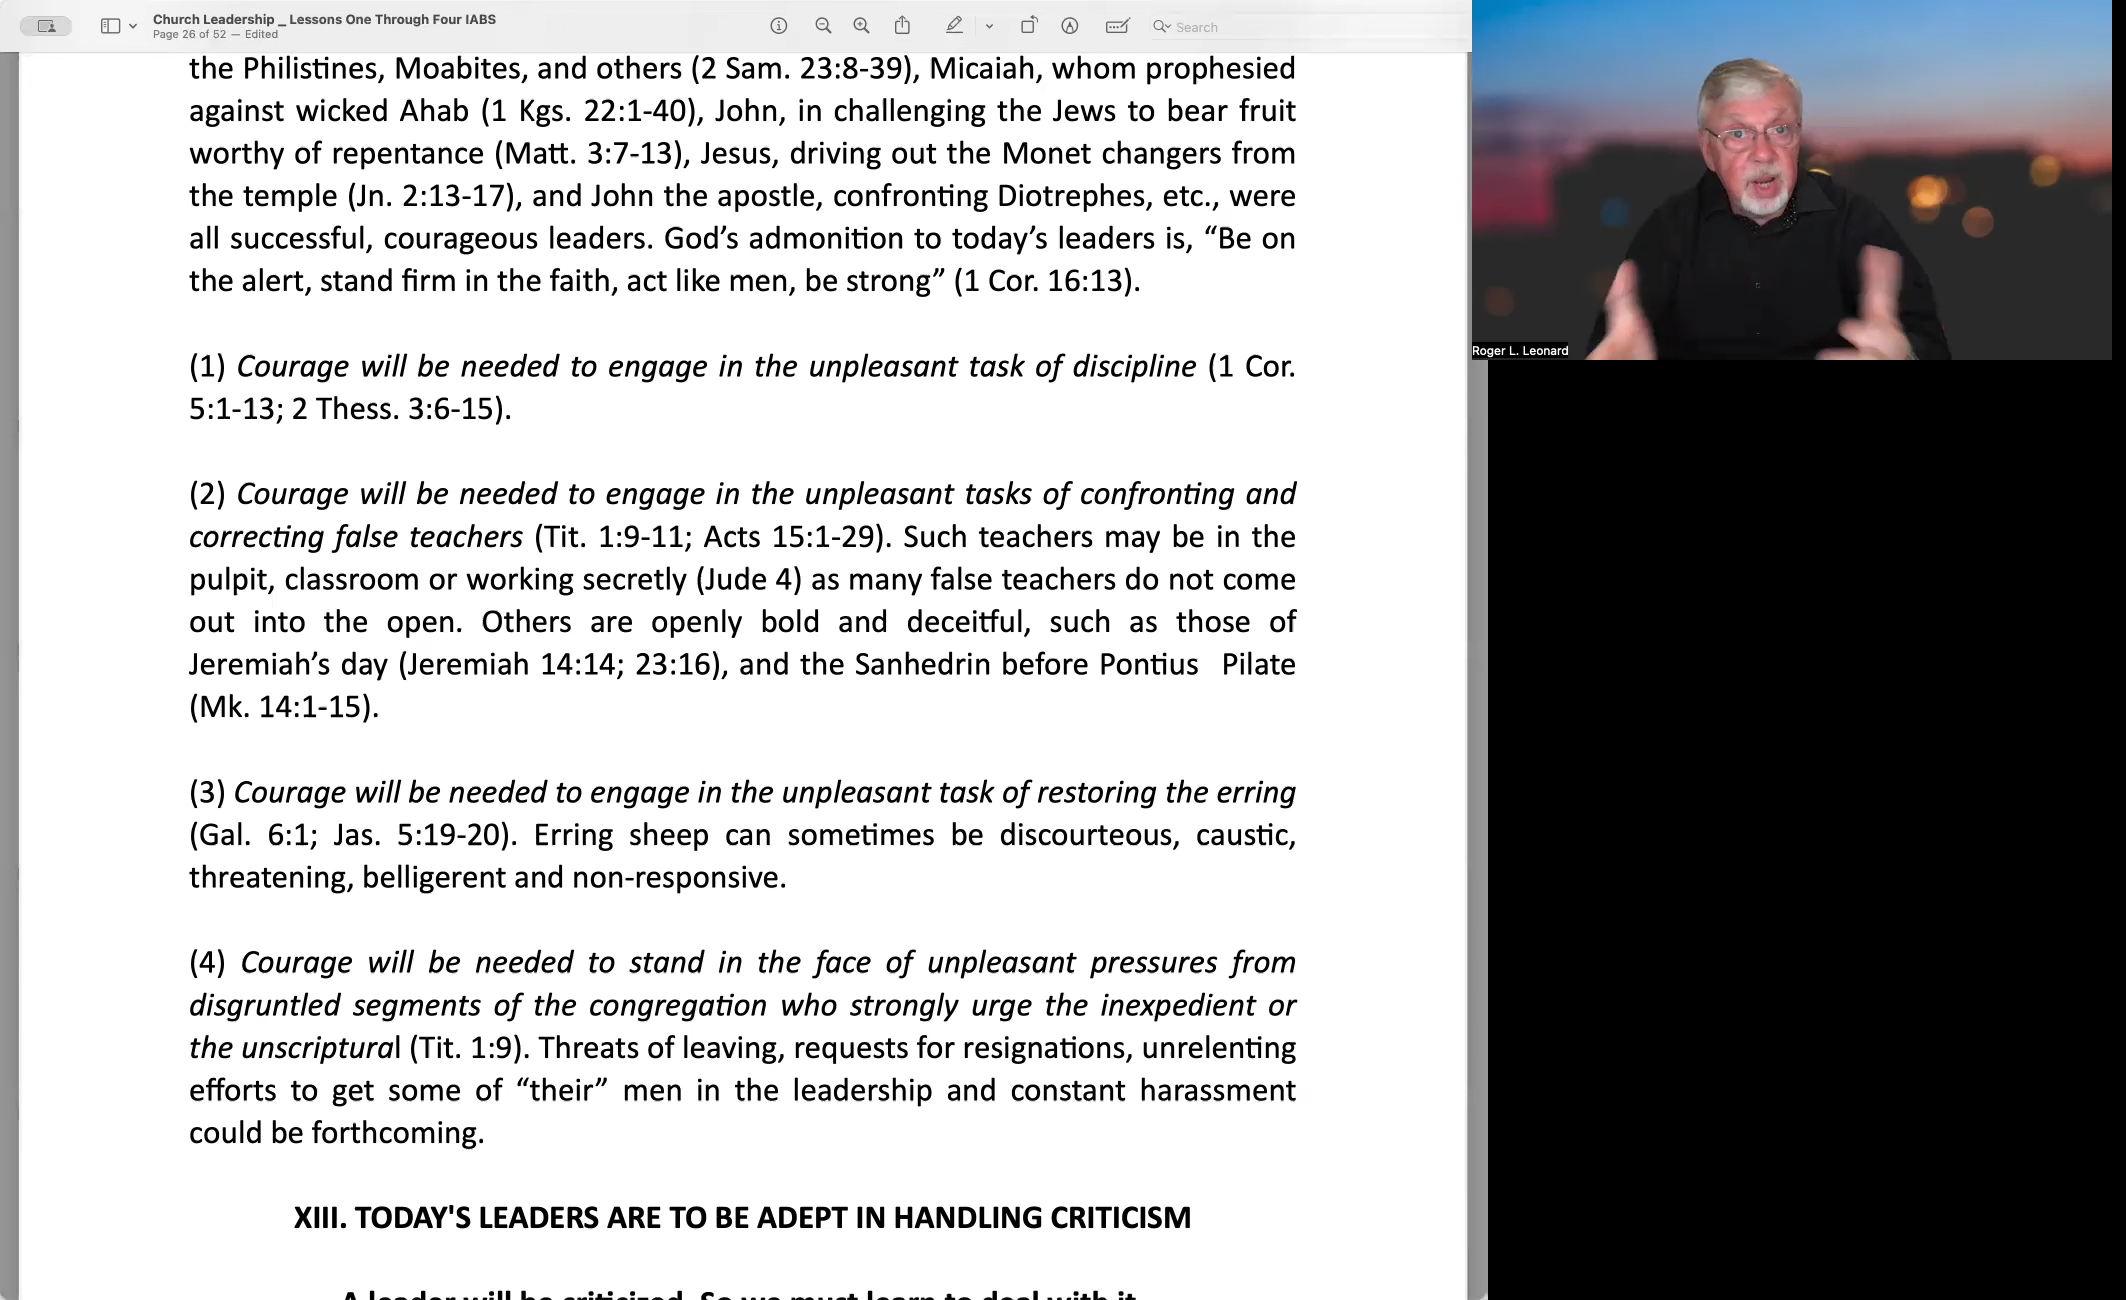 Church Leadership _ Lessons One Through Four IABS
Page 26 of 52 — Edited
Search
the Philistines, Moabites, and others (2 Sam. 23:8-39), Micaiah, whom prophesied
against wicked Ahab (1 Kgs. 22:1-40), John, in challenging the Jews to bear fruit
worthy of repentance (Matt. 3:7-13), Jesus, driving out the Monet changers from
the temple (Jn. 2:13-17), and John the apostle, confronting Diotrephes, etc., were
all successful, courageous leaders. God’s admonition to today’s leaders is, “Be on
the alert, stand firm in the faith, act like men, be strong” (1 Cor. 16:13).
(1) Courage will be needed to engage in the unpleasant task of discipline (1 Cor.
5:1-13; 2 Thess. 3:6-15).
(2) Courage will be needed to engage in the unpleasant tasks of confronting and
correcting false teachers (Tit. 1:9-11; Acts 15:1-29). Such teachers may be in the
pulpit, classroom or working secretly (Jude 4) as many false teachers do not come
out into the open. Others are openly bold and deceitful, such as those of
Jeremiah’s day (Jeremiah 14:14; 23:16), and the Sanhedrin before Pontius Pilate
(Mk. 14:1-15).
(3) Courage will be needed to engage in the unpleasant task of restoring the erring
(Gal. 6:1; Jas. 5:19-20). Erring sheep can sometimes be discourteous, caustic,
threatening, belligerent and non-responsive.
(4) Courage will be needed to stand in the face of unpleasant pressures from
disgruntled segments of the congregation who strongly urge the inexpedient or
the unscriptural (Tit. 1:9). Threats of leaving, requests for resignations, unrelenting
efforts to get some of “their” men in the leadership and constant harassment
could be forthcoming.
XIII. TODAY'S LEADERS ARE TO BE ADEPT IN HANDLING CRITICISM
A leader will be criticized. So we must learn to deal with it.
Roger L. Leonard